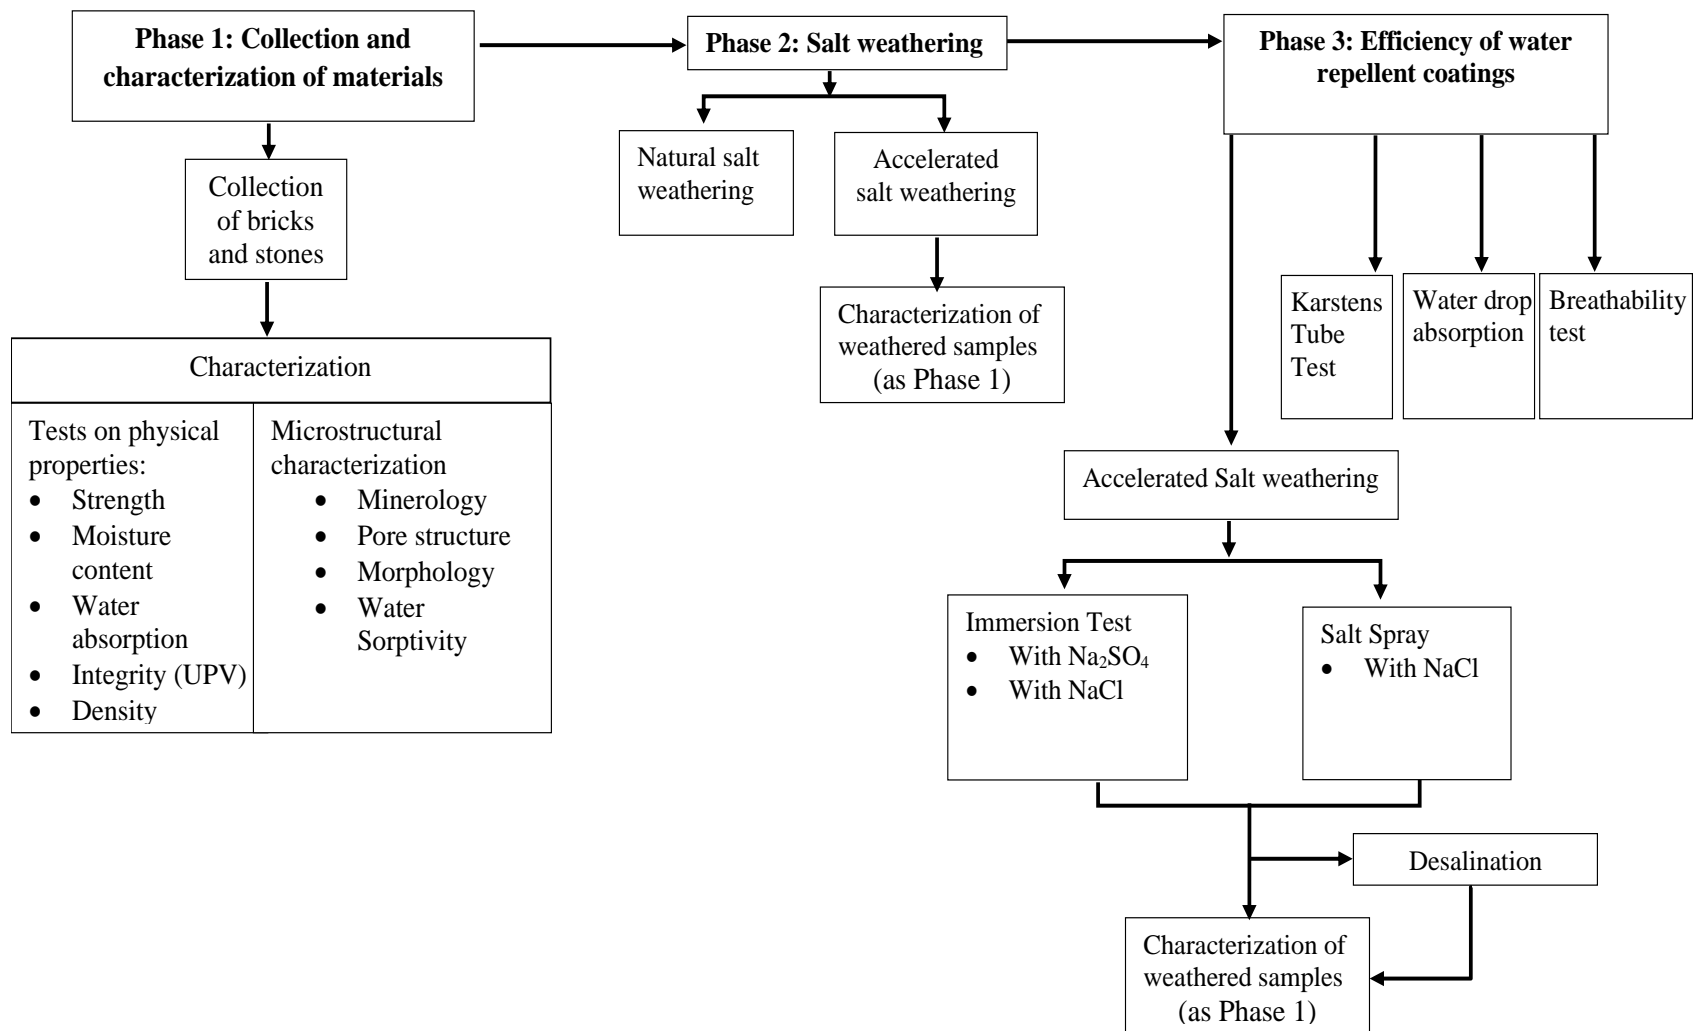 Phase 1: Collection and
characterization of materials
Phase 2: Salt weathering
Phase 3: Efficiency of water
repellent coatings
Collection
of bricks
and stones
Characterization
Tests on physical
properties:
• Strength
• Moisture
content
• Water
absorption
• Integrity (UPV)
• Density
Microstructural
characterization
• Minerology
• Pore structure
• Morphology
• Water
Sorptivity
Natural salt
weathering
Accelerated
salt weathering
Characterization of
weathered samples
(as Phase 1)
Karstens
Tube
Test
Water drop
absorption
Breathability
test
Accelerated Salt weathering
Immersion Test
• With Na₂SO₄
• With NaCl
Salt Spray
• With NaCl
Desalination
Characterization of
weathered samples
(as Phase 1)